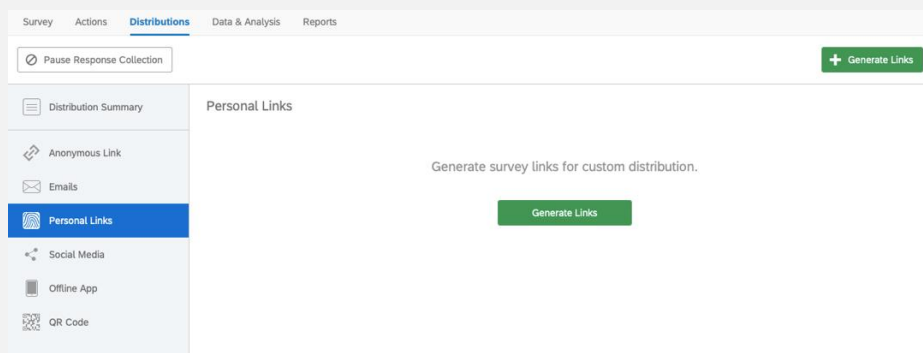 Survey Actions Distributions Data & Analysis Reports
Pause Response Collection
Generate Links
Distribution Summary
Personal Links
Anonymous Link
Generate survey links for custom distribution.
Emails
Personal Links
Generate Links
Social Media
Offline App
QR Code